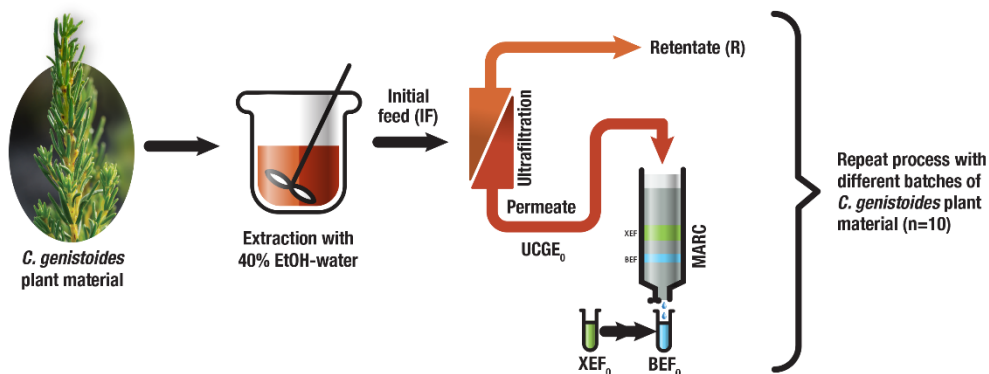 C. genistoides
plant material
Extraction with
40% EtOH-water
Initial
feed (IF)
Ultrafiltration
Retentate (R)
Permeate
UCGE₀
XEF
BEF
MARC
XEF₀
BEF₀
Repeat process with
different batches of
C. genistoides plant
material (n=10)